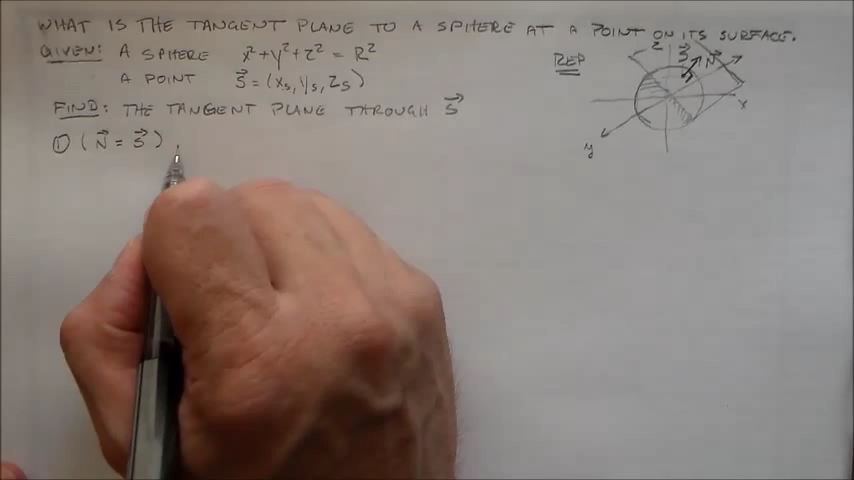 WHAT IS THE TANGENT PLANE TO A SPHERE AT A POINT ON ITS SURFACE.
GIVEN: A SPHERE x²+y²+z² = R²
A POINT S⃗ = (xₛ, yₛ, zₛ)
REP
z S⃗ N⃗
x
y
FIND: THE TANGENT PLANE THROUGH S⃗
① (N⃗ = S⃗) .